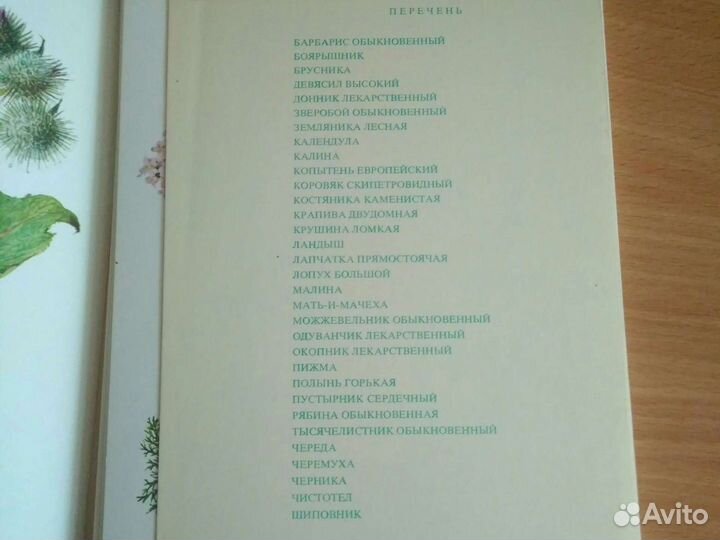 ПЕРЕЧЕНЬ
БАРБАРИС ОБЫКНОВЕННЫЙ
БОЯРЫШНИК
БРУСНИКА
ДЕВЯСИЛ ВЫСОКИЙ
ДОННИК ЛЕКАРСТВЕННЫЙ
ЗВЕРОБОЙ ОБЫКНОВЕННЫЙ
ЗЕМЛЯНИКА ЛЕСНАЯ
КАЛЕНДУЛА
КАЛИНА
КОПЫТЕНЬ ЕВРОПЕЙСКИЙ
КОРОВЯК СКИПЕТРОВИДНЫЙ
КОСТЯНИКА КАМЕНИСТАЯ
КРАПИВА ДВУДОМНАЯ
КРУШИНА ЛОМКАЯ
ЛАНДЫШ
ЛАПЧАТКА ПРЯМОСТОЯЧАЯ
ЛОПУХ БОЛЬШОЙ
МАЛИНА
МАТЬ-И-МАЧЕХА
МОЖЖЕВЕЛЬНИК ОБЫКНОВЕННЫЙ
ОДУВАНЧИК ЛЕКАРСТВЕННЫЙ
ОКОПНИК ЛЕКАРСТВЕННЫЙ
ПИЖМА
ПОЛЫНЬ ГОРЬКАЯ
ПУСТЫРНИК СЕРДЕЧНЫЙ
РЯБИНА ОБЫКНОВЕННАЯ
ТЫСЯЧЕЛИСТНИК ОБЫКНОВЕННЫЙ
ЧЕРЕДА
ЧЕРЕМУХА
ЧЕРНИКА
ЧИСТОТЕЛ
ШИПОВНИК
Avito